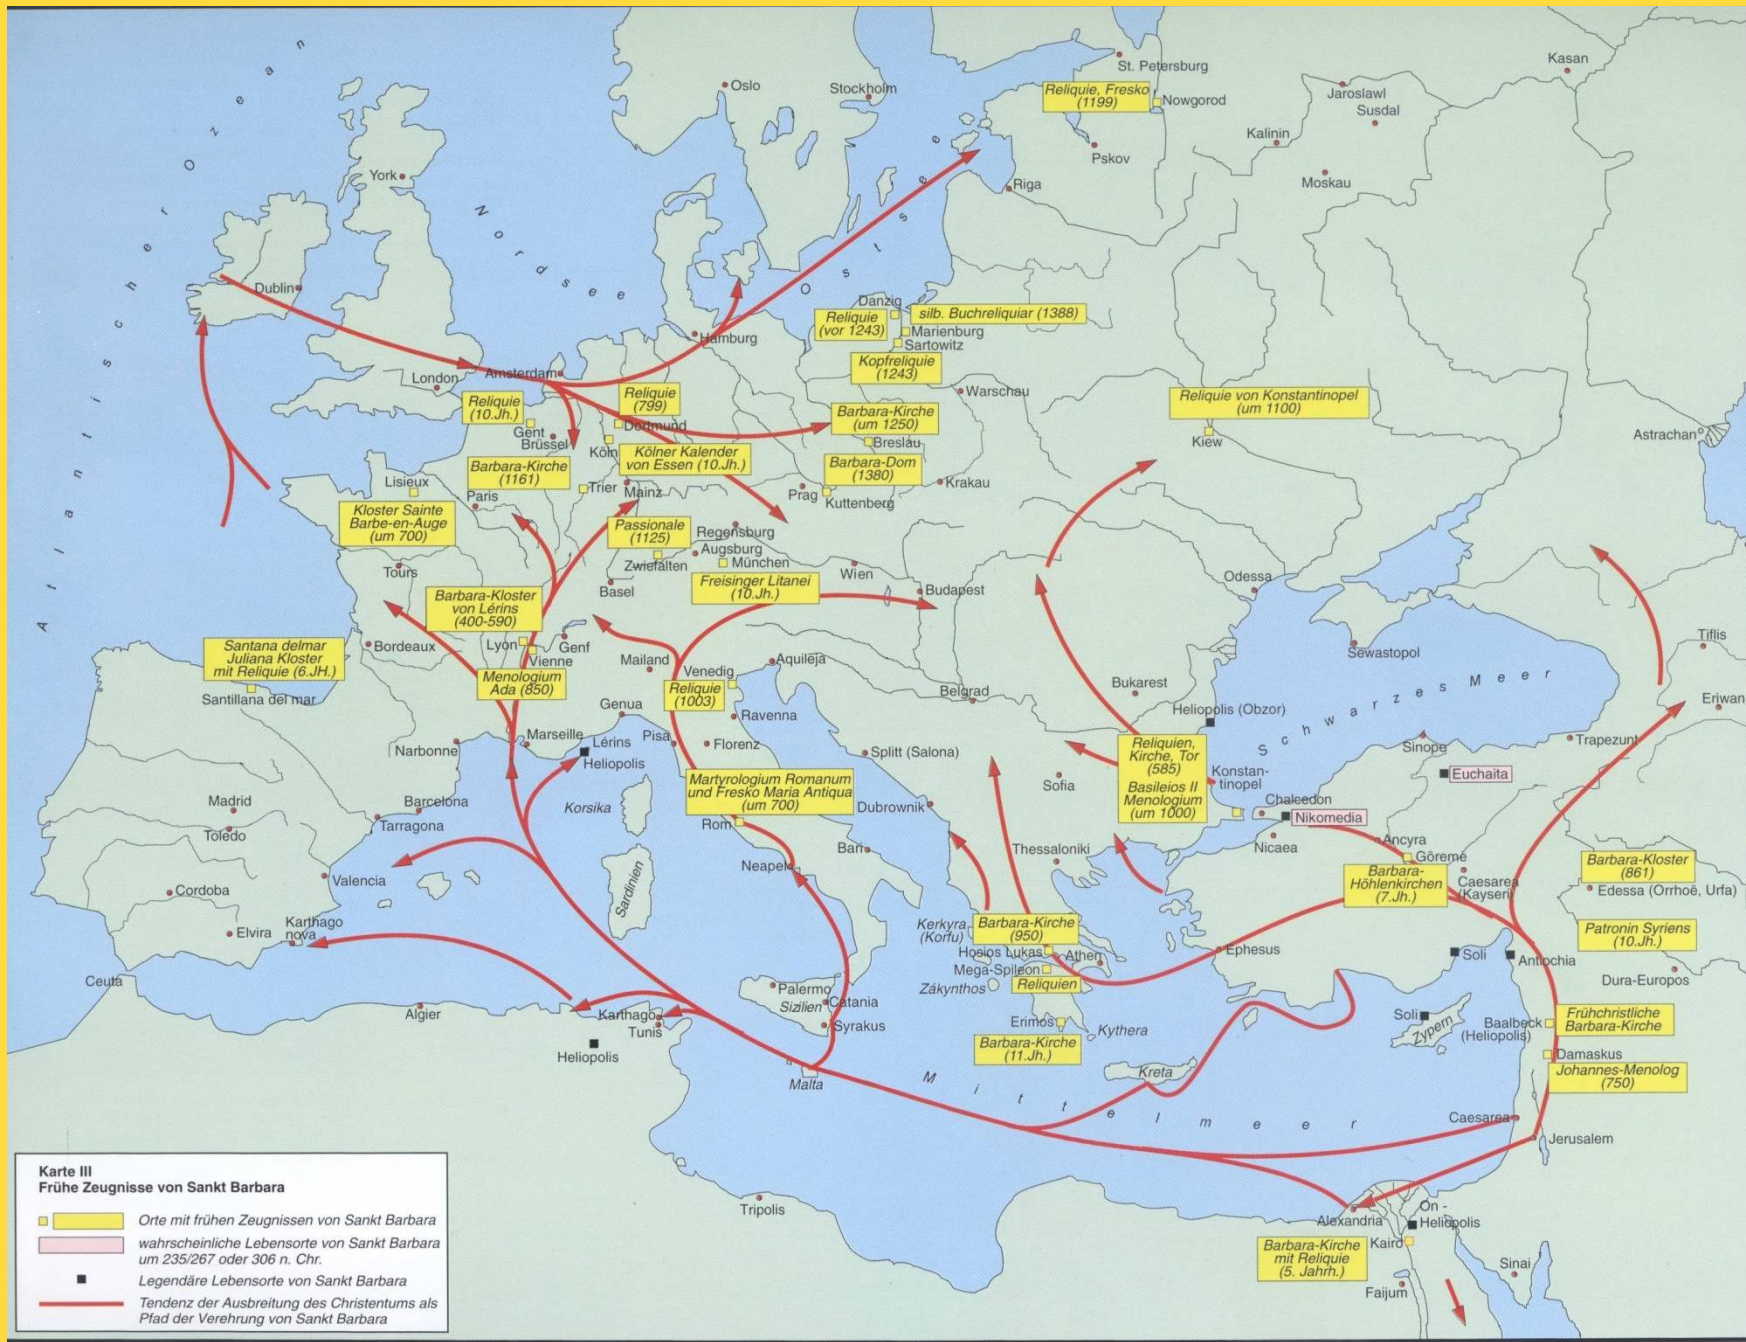 Atlantischer Ozean
Nordsee
Ostsee
Oslo
Stockholm
St. Petersburg
Reliquie, Fresko
(1199)
Nowgorod
Pskov
Jaroslawl
Susdal
Kasan
Kalinin
Moskau
York
Riga
Dublin
Danzig
Reliquie
(vor 1243)
silb. Buchreliquiar (1388)
Marienburg
Sartowitz
Kopfreliquie
(1243)
Hamburg
Amsterdam
London
Warschau
Reliquie
(10.Jh.)
Gent
Brüssel
Reliquie
(799)
Dortmund
Köln
Kölner Kalender
von Essen (10.Jh.)
Barbara-Kirche
(um 1250)
Breslau
Barbara-Dom
(1380)
Reliquie von Konstantinopel
(um 1100)
Kiew
Astrachan
Barbara-Kirche
(1161)
Trier
Mainz
Prag
Kuttenberg
Krakau
Lisieux
Paris
Kloster Sainte
Barbe-en-Auge
(um 700)
Passionale
(1125)
Regensburg
Augsburg
Zwiefalten
München
Wien
Freisinger Litanei
(10.Jh.)
Tours
Basel
Budapest
Odessa
Barbara-Kloster
von Lérins
(400-590)
Lyon
Vienne
Genf
Bordeaux
Menologium
Ada (850)
Mailand
Venedig
Aquileja
Reliquie
(1003)
Santana delmar
Juliana Kloster
mit Reliquie (6.JH.)
Santillana del mar
Sewastopol
Tiflis
Belgrad
Bukarest
Heliopolis (Obzor)
Schwarzes Meer
Eriwan
Genua
Ravenna
Pisa
Florenz
Narbonne
Marseille
Lérins
Heliopolis
Splitt (Salona)
Sofia
Reliquien,
Kirche, Tor
(585)
Basileios II
Menologium
(um 1000)
Konstan-
tinopel
Sinope
Trapezunt
Euchaita
Chalcedon
Nikomedia
Nicaea
Ancyra
Göreme
Martyrologium Romanum
und Fresko Maria Antiqua
(um 700)
Rom
Korsika
Dubrownik
Madrid
Toledo
Barcelona
Tarragona
Valencia
Cordoba
Elvira
Karthago
nova
Sardinien
Neapel
Bari
Thessaloniki
Barbara-
Höhlenkirchen
(7.Jh.)
Caesarea
(Kayseri)
Barbara-Kloster
(861)
Edessa (Orrhoë, Urfa)
Patronin Syriens
(10.Jh.)
Kerkyra
(Korfu)
Barbara-Kirche
(950)
Hosios Lukas
Athen
Mega-Spileon
Zákynthos
Reliquien
Ephesus
Soli
Antiochia
Dura-Europos
Ceuta
Algier
Karthago
Tunis
Heliopolis
Palermo
Sizilien
Catania
Syrakus
Malta
Erimos
Kythera
Barbara-Kirche
(11.Jh.)
Kreta
Soli
Zypern
Baalbeck
(Heliopolis)
Frühchristliche
Barbara-Kirche
Damaskus
Johannes-Menolog
(750)
Mittelmeer
Caesarea
Jerusalem
Tripolis
Alexandria
On -
Heliopolis
Kairo
Barbara-Kirche
mit Reliquie
(5. Jahrh.)
Faijum
Sinai
Karte III
Frühe Zeugnisse von Sankt Barbara
Orte mit frühen Zeugnissen von Sankt Barbara
wahrscheinliche Lebensorte von Sankt Barbara
um 235/267 oder 306 n. Chr.
Legendäre Lebensorte von Sankt Barbara
Tendenz der Ausbreitung des Christentums als
Pfad der Verehrung von Sankt Barbara